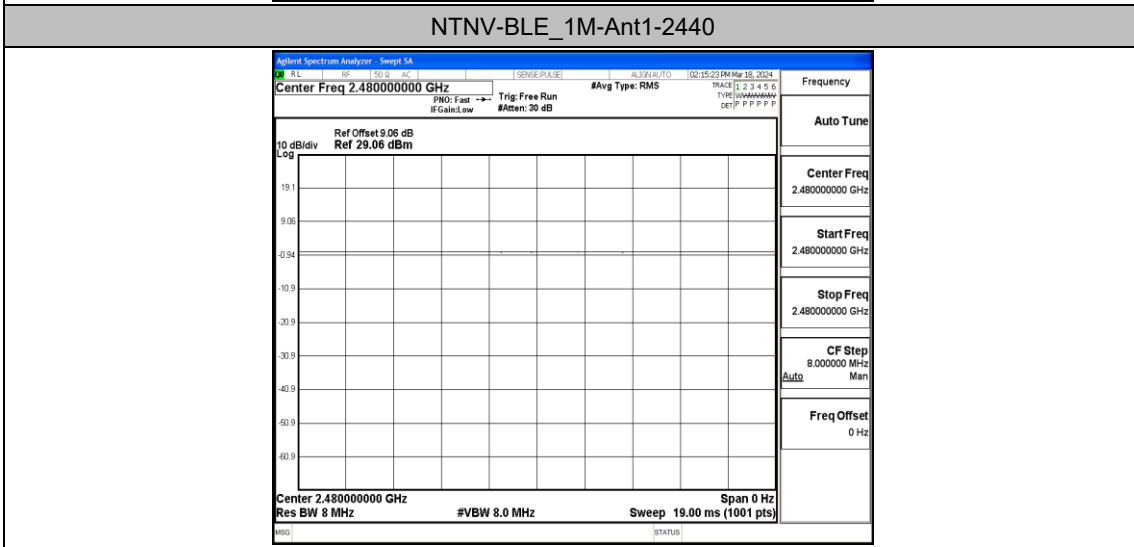 NTNV-BLE_1M-Ant1-2440
Agilent Spectrum Analyzer - Swept SA
RL RF 50 Ω AC SENSE:PULSE ALIGN AUTO 02:15:23 PM Mar 18, 2024
Center Freq 2.480000000 GHz #Avg Type: RMS TRACE 1 2 3 4 5 6
PNO: Fast Trig: Free Run TYPE
IFGain:Low #Atten: 30 dB DET P P P P P P
Frequency
Auto Tune
Ref Offset 9.06 dB
10 dB/div Ref 29.06 dBm
Log
19.1
9.06
-0.94
-10.9
-20.9
-30.9
-40.9
-50.9
-60.9
Center Freq
2.480000000 GHz
Start Freq
2.480000000 GHz
Stop Freq
2.480000000 GHz
CF Step
8.000000 MHz
Auto Man
Freq Offset
0 Hz
Center 2.480000000 GHz Span 0 Hz
Res BW 8 MHz #VBW 8.0 MHz Sweep 19.00 ms (1001 pts)
MSG STATUS